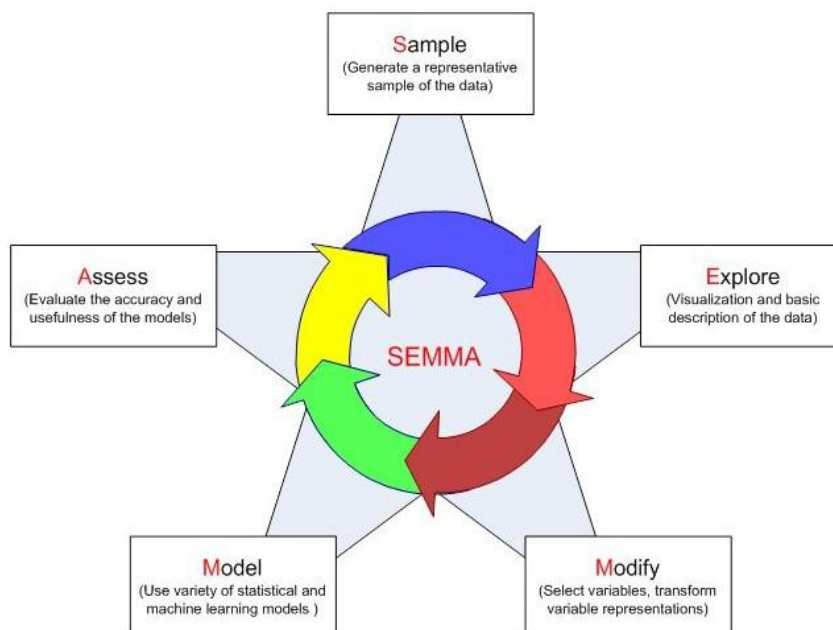 Sample
(Generate a representative
sample of the data)
Assess
(Evaluate the accuracy and
usefulness of the models)
Explore
(Visualization and basic
description of the data)
SEMMA
Model
(Use variety of statistical and
machine learning models )
Modify
(Select variables, transform
variable representations)